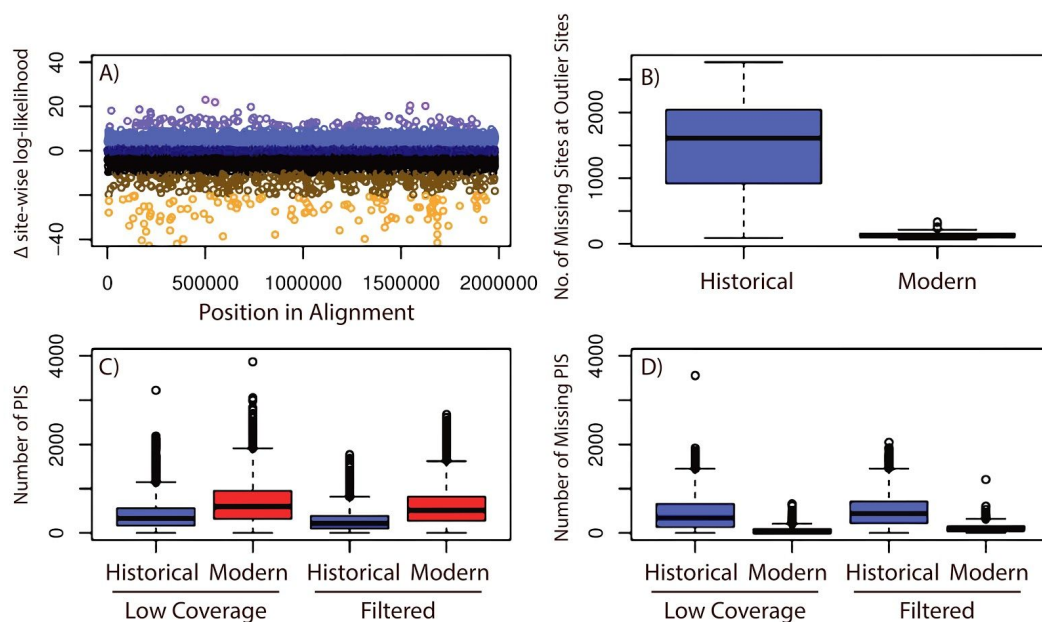 A)
Δ site-wise log-likelihood
40
20
0
−40
0
500000
1000000
1500000
2000000
Position in Alignment
B)
No. of Missing Sites at Outlier Sites
2000
1000
0
Historical
Modern
C)
Number of PIS
4000
2000
0
Historical Modern Historical Modern
Low Coverage Filtered
D)
Number of Missing PIS
4000
2000
0
Historical Modern Historical Modern
Low Coverage Filtered